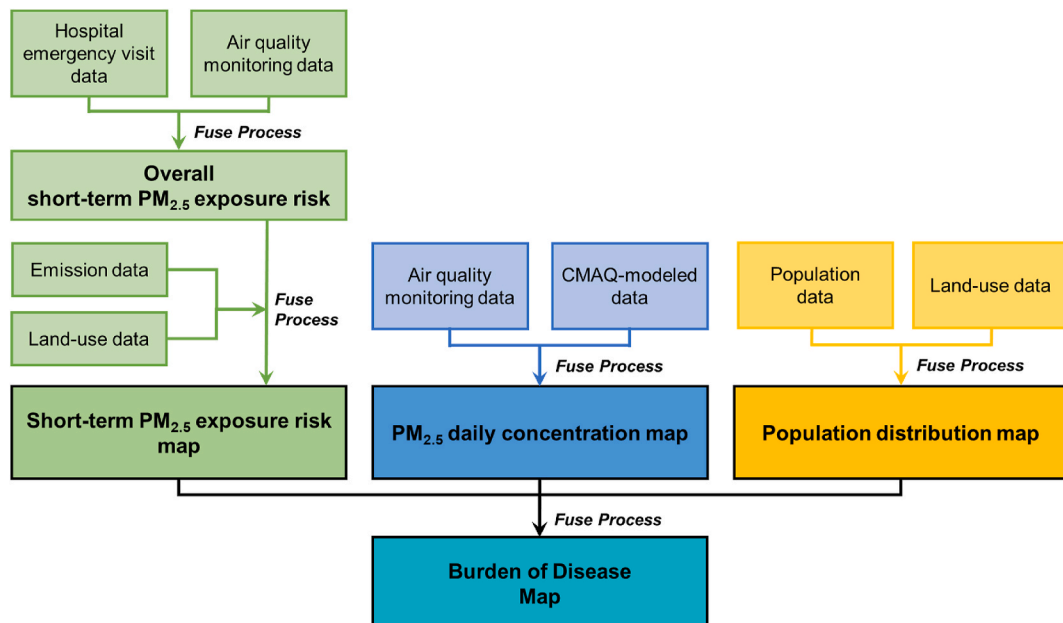 Hospital
emergency visit
data
Air quality
monitoring data
Fuse Process
Overall
short-term PM₂.₅ exposure risk
Emission data
Land-use data
Fuse
Process
Air quality
monitoring data
CMAQ-modeled
data
Population
data
Land-use data
Fuse Process
Fuse Process
Short-term PM₂.₅ exposure risk
map
PM₂.₅ daily concentration map
Population distribution map
Fuse Process
Burden of Disease
Map